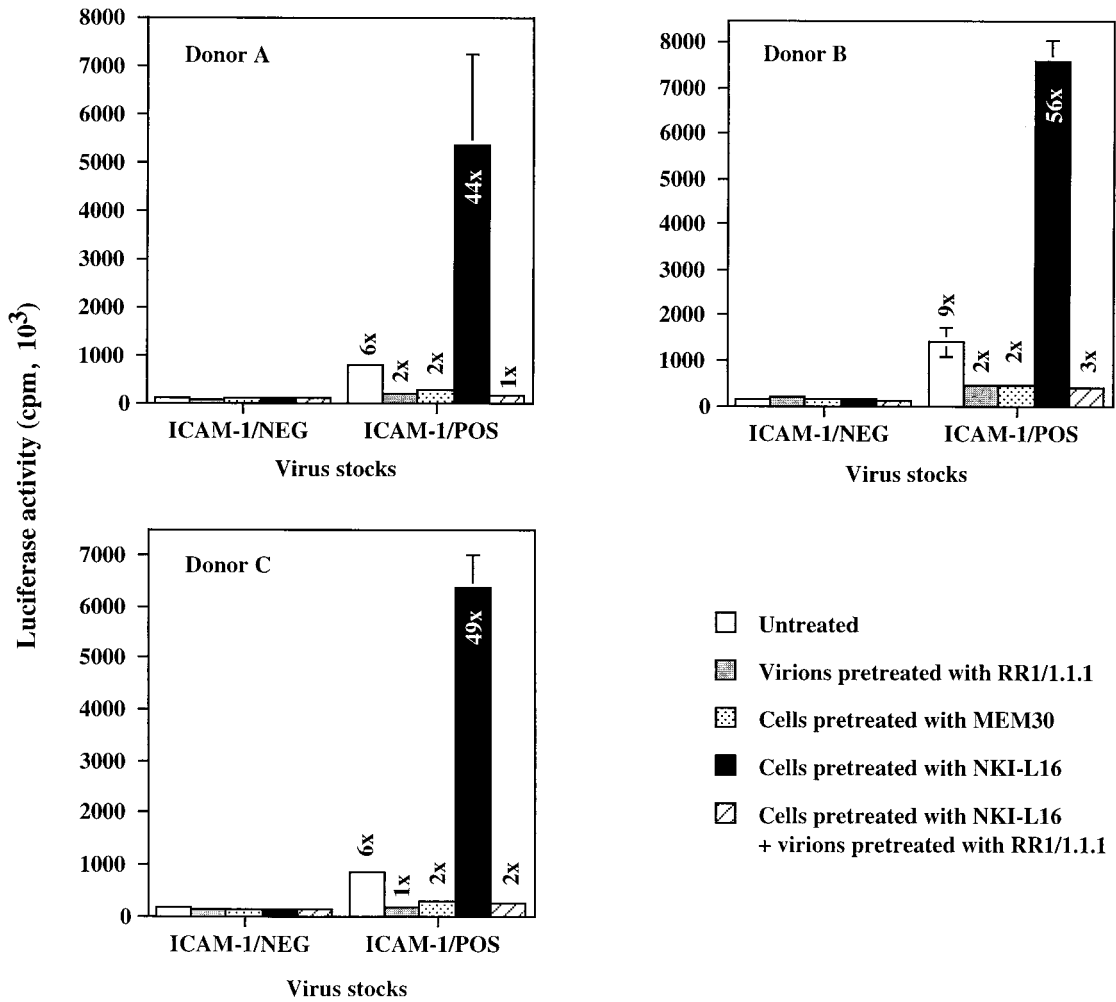 Luciferase activity (cpm, 10³)
Donor A
8000
7000
6000
5000
4000
3000
2000
1000
0
6x
2x
2x
44x
1x
ICAM-1/NEG ICAM-1/POS
Virus stocks
Donor B
8000
7000
6000
5000
4000
3000
2000
1000
0
9x
2x
2x
56x
3x
ICAM-1/NEG ICAM-1/POS
Virus stocks
Donor C
7000
6000
5000
4000
3000
2000
1000
0
6x
1x
2x
49x
2x
ICAM-1/NEG ICAM-1/POS
Virus stocks
Untreated
Virions pretreated with RR1/1.1.1
Cells pretreated with MEM30
Cells pretreated with NKI-L16
Cells pretreated with NKI-L16
+ virions pretreated with RR1/1.1.1